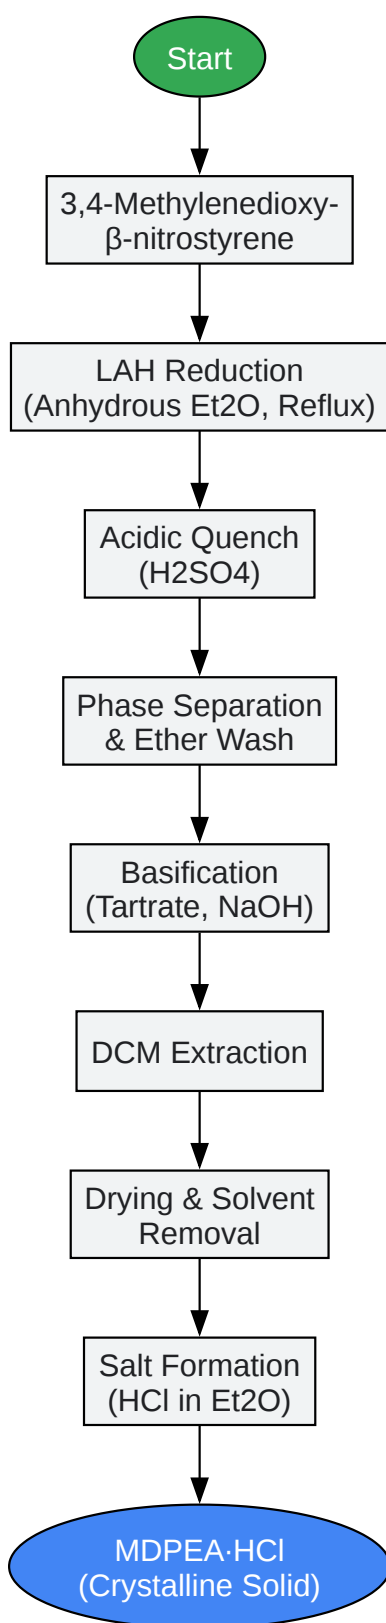 Start
3,4-Methylenedioxy-
β-nitrostyrene
LAH Reduction
(Anhydrous Et2O, Reflux)
Acidic Quench
(H2SO4)
Phase Separation
& Ether Wash
Basification
(Tartrate, NaOH)
DCM Extraction
Drying & Solvent
Removal
Salt Formation
(HCl in Et2O)
MDPEA·HCl
(Crystalline Solid)